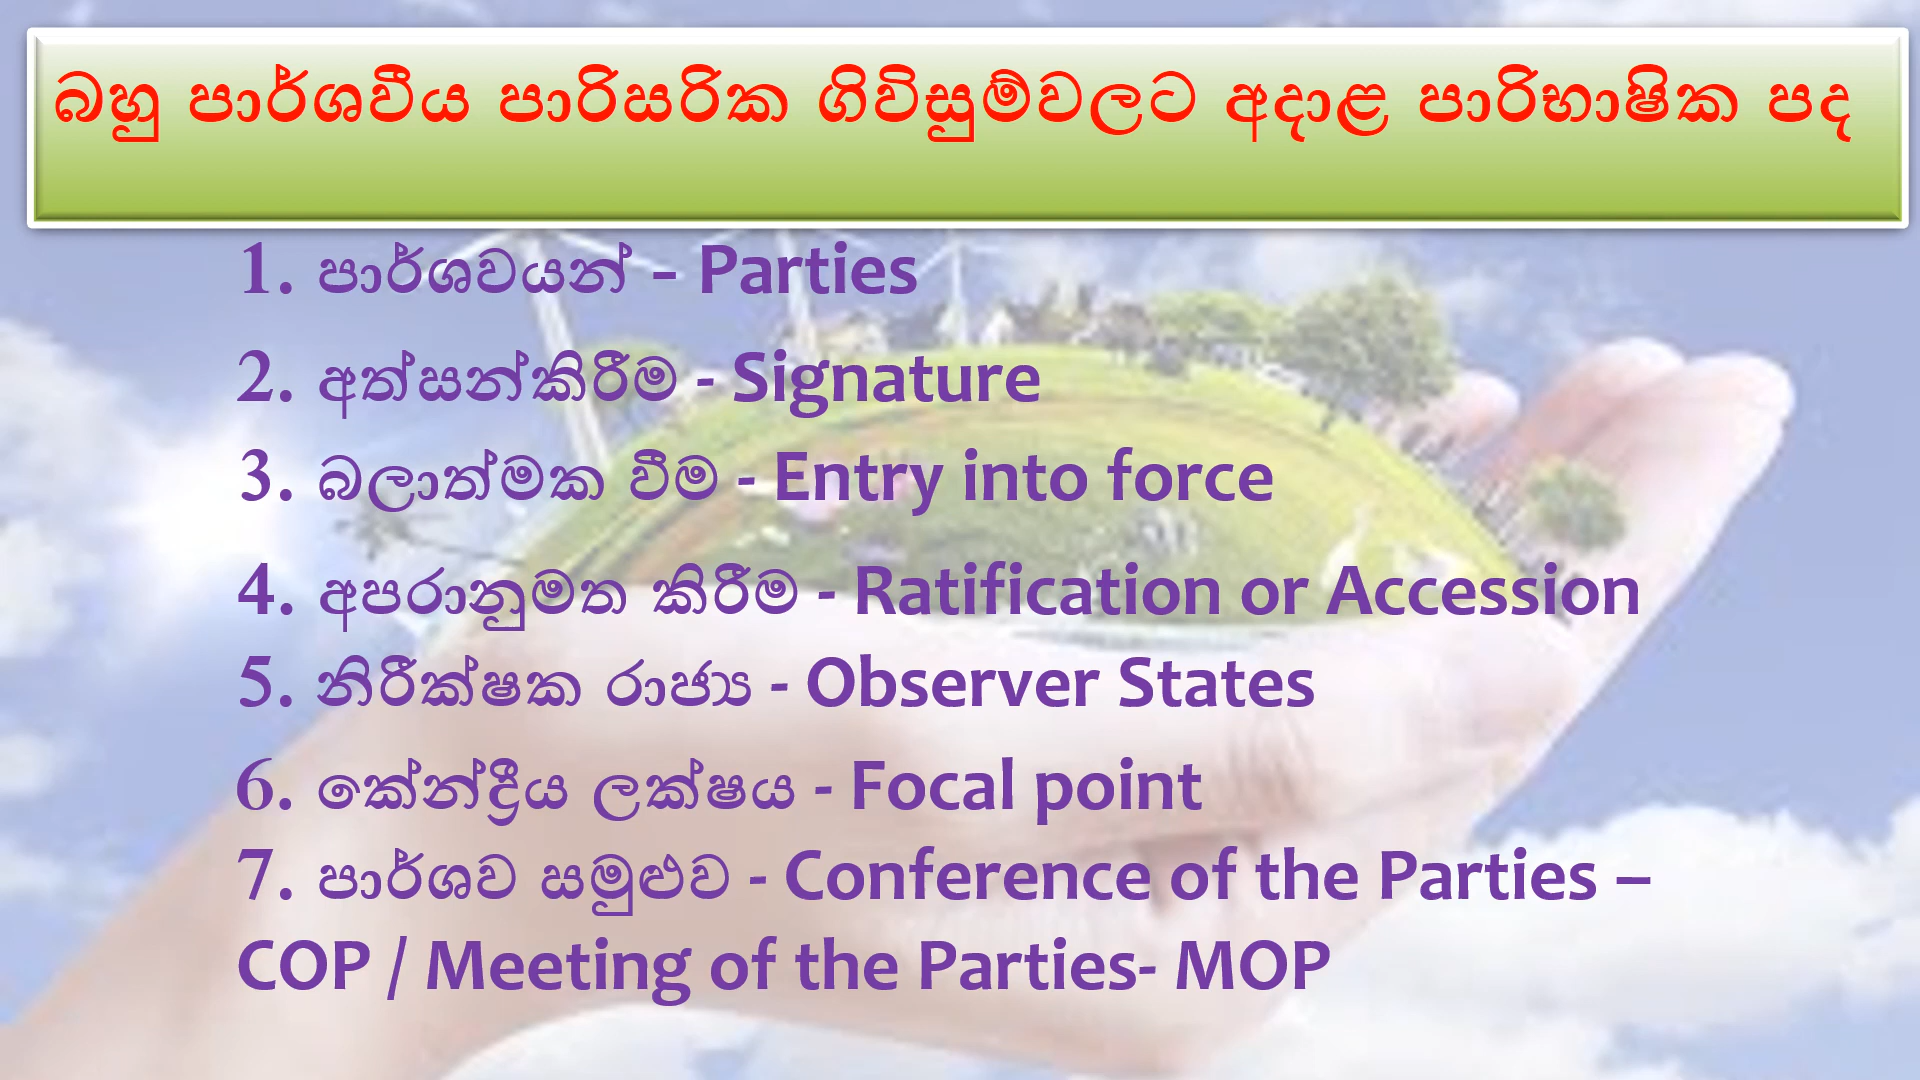 බහු පාර්ශවීය පාරිසරික ගිවිසුම්වලට අදාළ පාරිභාෂික පද
1. පාර්ශවයන් – Parties
2. අත්සන්කිරීම - Signature
3. බලාත්මක වීම - Entry into force
4. අපරානුමත කිරීම - Ratification or Accession
5. නිරීක්ෂක රාජ්‍ය - Observer States
6. කේන්ද්‍රීය ලක්ෂය - Focal point
7. පාර්ශව සමුළුව - Conference of the Parties –
COP / Meeting of the Parties- MOP